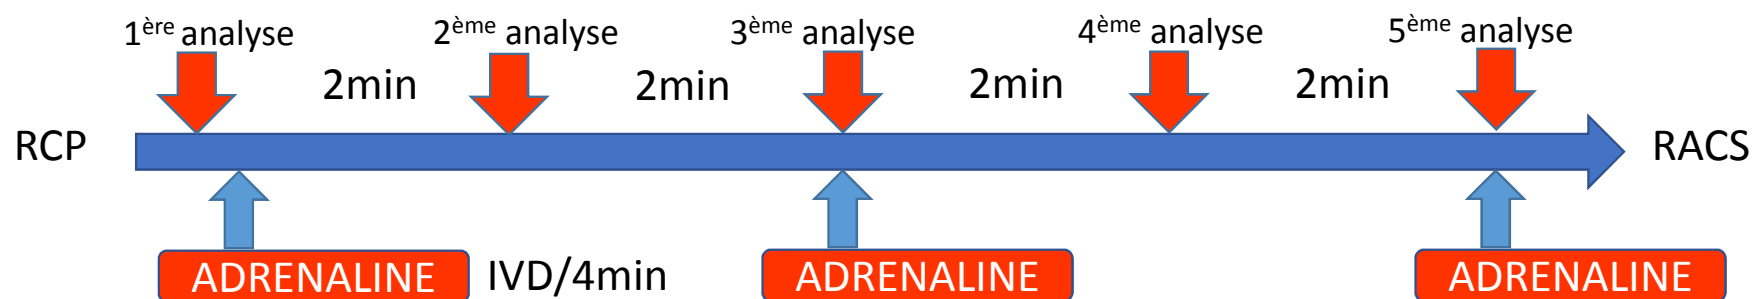 1ère analyse
2ème analyse
3ème analyse
4ème analyse
5ème analyse
2min
2min
2min
2min
RCP
RACS
ADRENALINE
IVD/4min
ADRENALINE
ADRENALINE